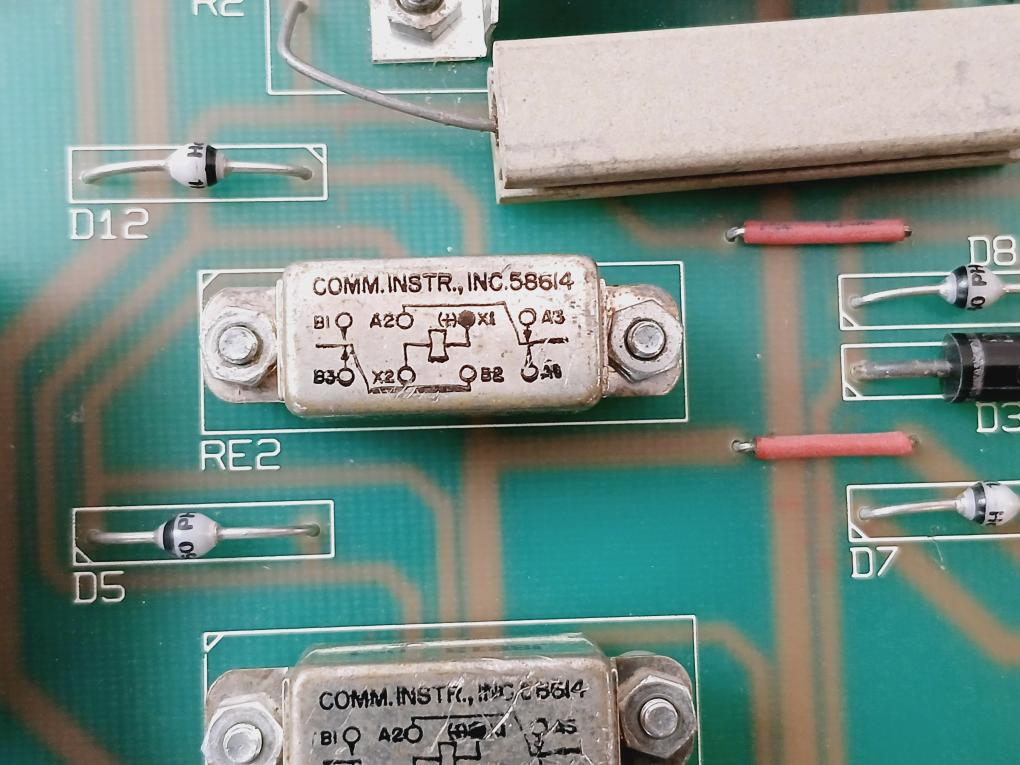 R2
D12
COMM. INSTR., INC. 58614
B1 A2 (+) X1 A3
B3 X2 B2 A1
RE2
D8
D3
D5
D7
COMM. INSTR., INC 58614
B1 A2 (+)